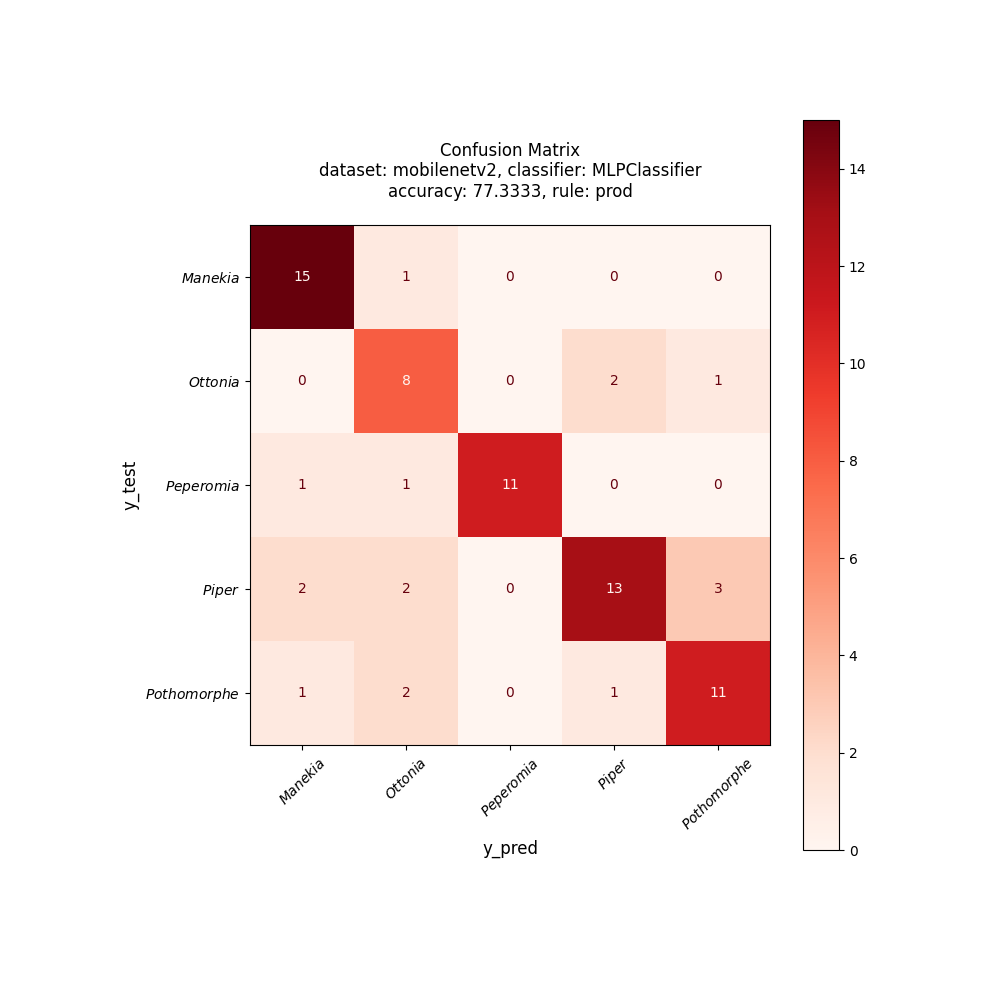 Confusion Matrix
dataset: mobilenetv2, classifier: MLPClassifier
accuracy: 77.3333, rule: prod
y_test
Manekia 15 1 0 0 0
Ottonia 0 8 0 2 1
Peperomia 1 1 11 0 0
Piper 2 2 0 13 3
Pothomorphe 1 2 0 1 11
Manekia Ottonia Peperomia Piper Pothomorphe
y_pred
14
12
10
8
6
4
2
0